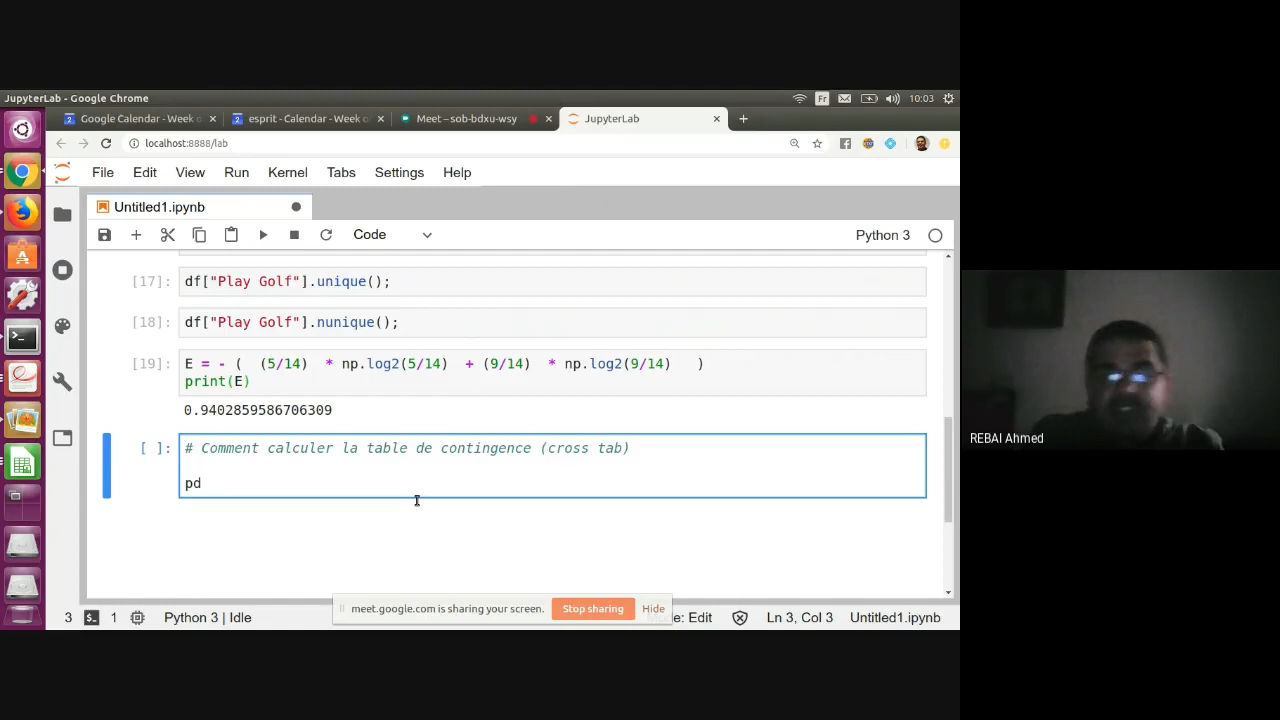 JupyterLab - Google Chrome
Fr
10:03
Google Calendar - Week o
esprit - Calendar - Week of
Meet – sob-bdxu-wsy
JupyterLab
localhost:8888/lab
File Edit View Run Kernel Tabs Settings Help
Untitled1.ipynb
Code
Python 3
[17]: df["Play Golf"].unique();
[18]: df["Play Golf"].nunique();
[19]: E = - ( (5/14) * np.log2(5/14) + (9/14) * np.log2(9/14) )
print(E)
0.9402859586706309
[ ]: # Comment calculer la table de contingence (cross tab)
pd
REBAI Ahmed
meet.google.com is sharing your screen. Stop sharing Hide
3 1 Python 3 | Idle Mode: Edit Ln 3, Col 3 Untitled1.ipynb